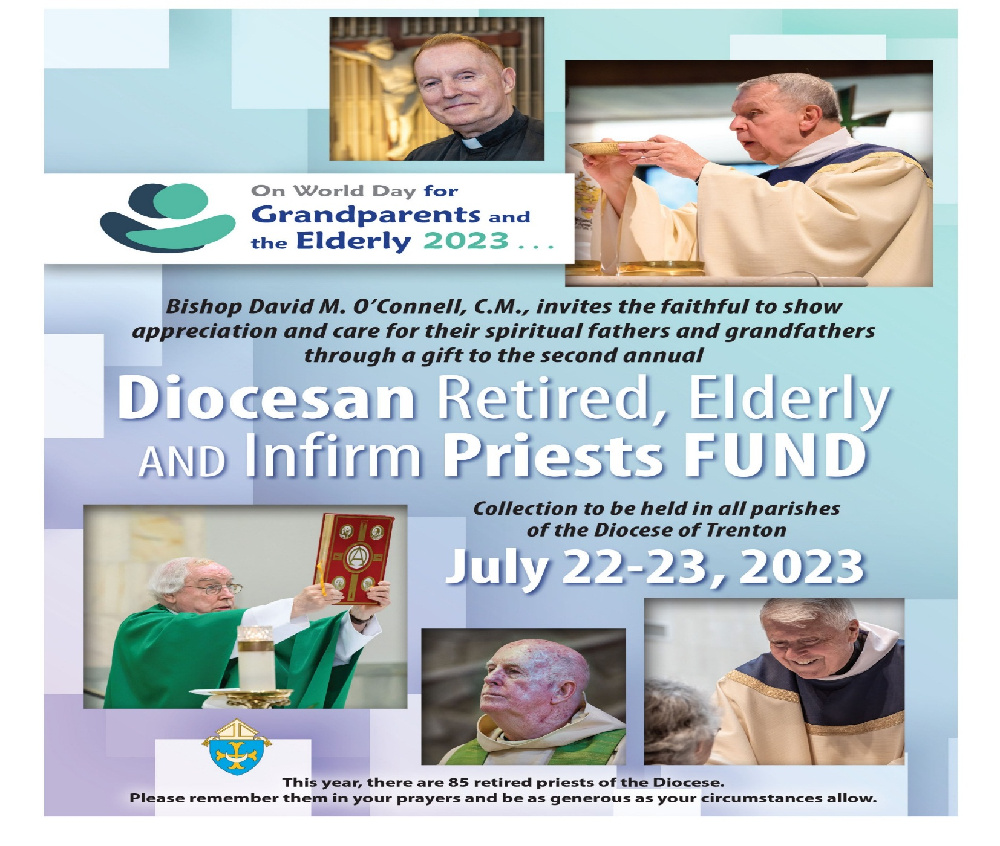 On World Day for
Grandparents and
the Elderly 2023 . . .
Bishop David M. O’Connell, C.M., invites the faithful to show
appreciation and care for their spiritual fathers and grandfathers
through a gift to the second annual
Diocesan Retired, Elderly
AND Infirm Priests FUND
Collection to be held in all parishes
of the Diocese of Trenton
July 22-23, 2023
This year, there are 85 retired priests of the Diocese.
Please remember them in your prayers and be as generous as your circumstances allow.